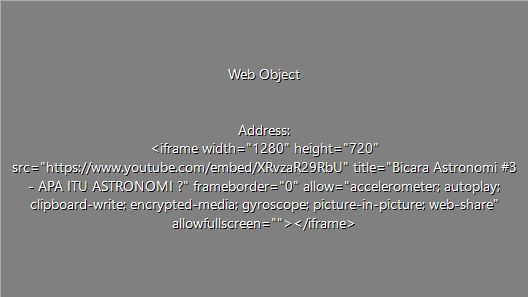 Web Object
Address:
<iframe width="1280" height="720"
src="https://www.youtube.com/embed/XRvzaR29RbU" title="Bicara Astronomi #3
- APA ITU ASTRONOMI ?" frameborder="0" allow="accelerometer; autoplay;
clipboard-write; encrypted-media; gyroscope; picture-in-picture; web-share"
allowfullscreen=""></iframe>